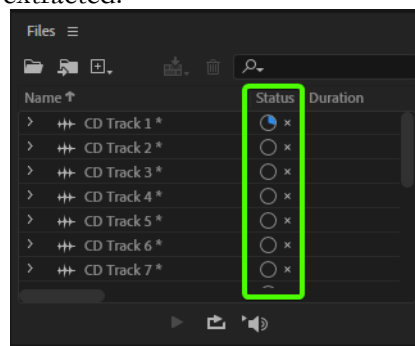 extracted.
Files
Name Status Duration
CD Track 1 *
CD Track 2 *
CD Track 3 *
CD Track 4 *
CD Track 5 *
CD Track 6 *
CD Track 7 *